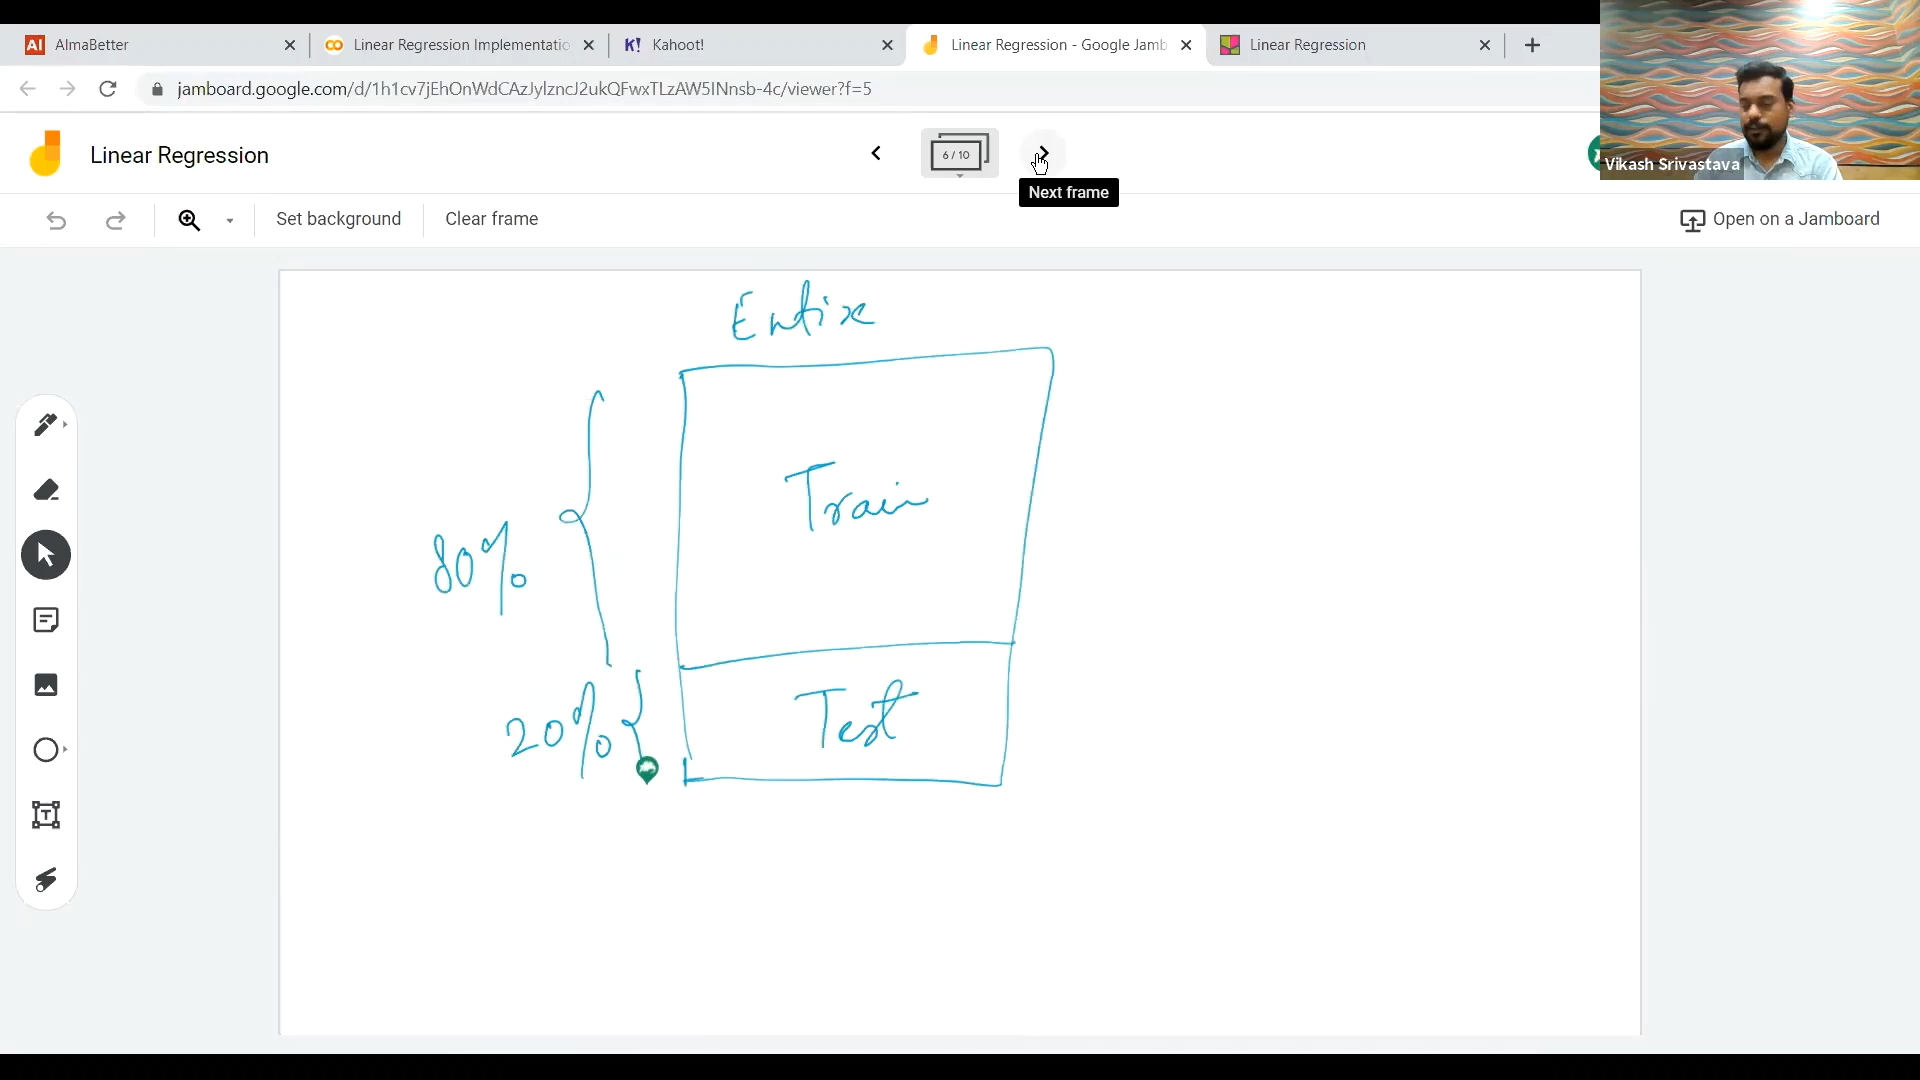 AlmaBetter
Linear Regression Implementatio
Kahoot!
Linear Regression - Google Jamb
Linear Regression
jamboard.google.com/d/1h1cv7jEhOnWdCAzJylzncJ2ukQFwxTLzAW5INnsb-4c/viewer?f=5
Linear Regression
6 / 10
Next frame
Vikash Srivastava
Set background
Clear frame
Open on a Jamboard
Entire
Train
80%
20%
Test